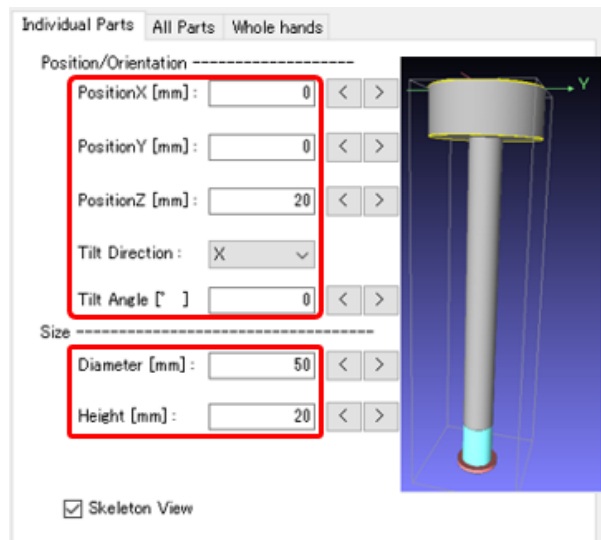 Individual Parts All Parts Whole hands
Position/Orientation -------------------
PositionX [mm] : 0 < >
Y
PositionY [mm] : 0 < >
PositionZ [mm] : 20 < >
Tilt Direction : X
Tilt Angle [° ] 0 < >
Size -----------------------------------
Diameter [mm] : 50 < >
Height [mm] : 20 < >
Skeleton View